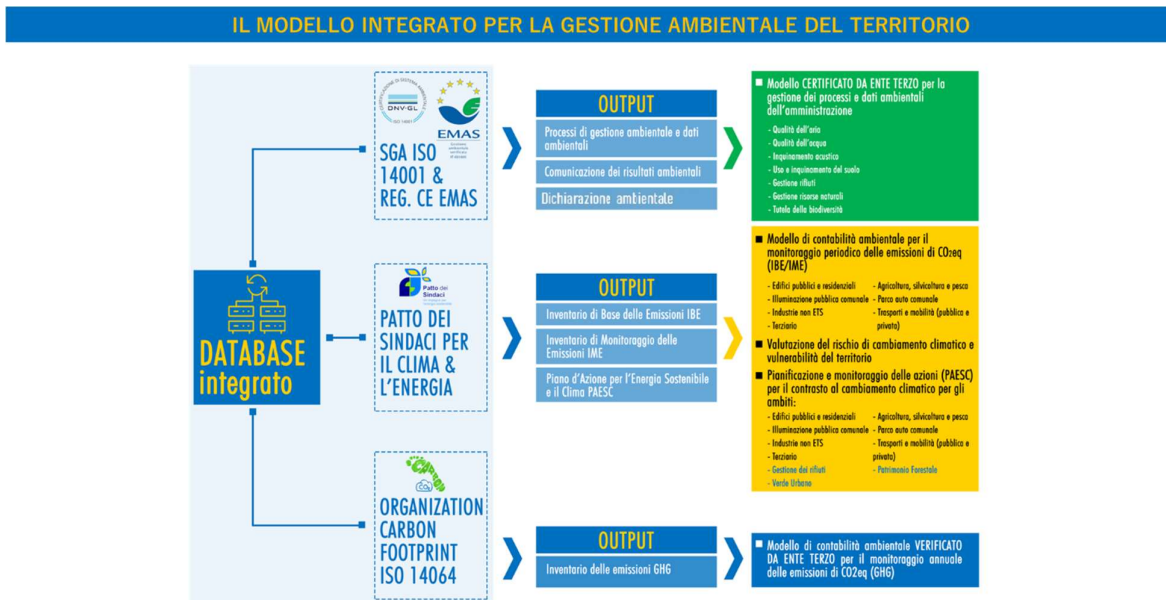 IL MODELLO INTEGRATO PER LA GESTIONE AMBIENTALE DEL TERRITORIO
DATABASE
integrato
DNV·GL
ISO 14001
EMAS
SGA ISO
14001 &
REG. CE EMAS
OUTPUT
Processi di gestione ambientale e dati
ambientali
Comunicazione dei risultati ambientali
Dichiarazione ambientale
Modello CERTIFICATO DA ENTE TERZO per la
gestione dei processi e dati ambientali
dell'amministrazione
- Qualità dell'aria
- Qualità dell'acqua
- Inquinamento acustico
- Uso e inquinamento del suolo
- Gestione rifiuti
- Gestione risorse naturali
- Tutela della biodiversità
Patto dei
Sindaci
PATTO DEI
SINDACI PER
IL CLIMA &
L'ENERGIA
OUTPUT
Inventario di Base delle Emissioni IBE
Inventario di Monitoraggio delle
Emissioni IME
Piano d'Azione per l'Energia Sostenibile
e il Clima PAESC
Modello di contabilità ambientale per il
monitoraggio periodico delle emissioni di CO2eq
(IBE/IME)
- Edifici pubblici e residenziali
- Illuminazione pubblica comunale
- Industrie non ETS
- Terziario
- Agricoltura, silvicoltura e pesca
- Parco auto comunale
- Trasporti e mobilità (pubblica e
privata)
Valutazione del rischio di cambiamento climatico e
vulnerabilità del territorio
Pianificazione e monitoraggio delle azioni (PAESC)
per il contrasto al cambiamento climatico per gli
ambiti:
- Edifici pubblici e residenziali
- Illuminazione pubblica comunale
- Industrie non ETS
- Terziario
- Gestione dei rifiuti
- Verde Urbano
- Agricoltura, silvicoltura e pesca
- Parco auto comunale
- Trasporti e mobilità (pubblica e
privata)
- Patrimonio Forestale
CO2
ORGANIZATION
CARBON
FOOTPRINT
ISO 14064
OUTPUT
Inventario delle emissioni GHG
Modello di contabilità ambientale VERIFICATO
DA ENTE TERZO per il monitoraggio annuale
delle emissioni di CO2eq (GHG)